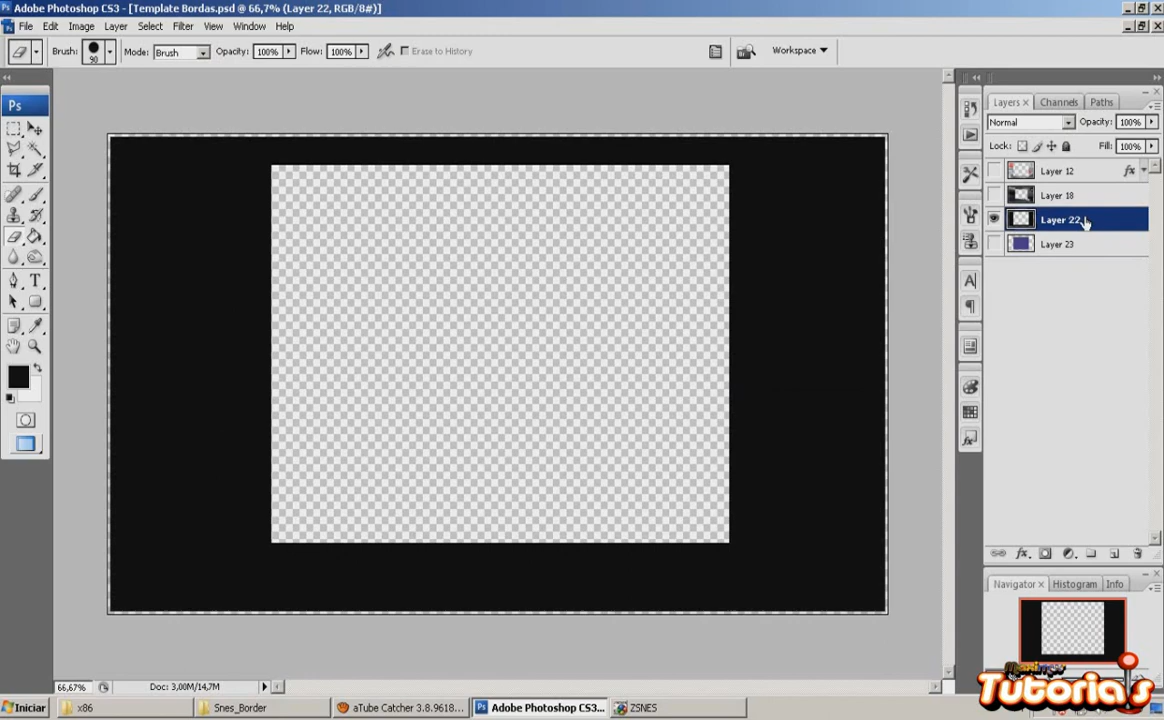 Adobe Photoshop CS3 - [Template Bordas.psd @ 66,7% (Layer 22, RGB/8#)]
File Edit Image Layer Select Filter View Window Help
Brush: 90 Mode: Brush Opacity: 100% Flow: 100% Erase to History Workspace
Ps
Layers Channels Paths
Normal Opacity: 100%
Lock: Fill: 100%
Layer 12 fx
Layer 18
Layer 22
Layer 23
Navigator Histogram Info
66,67% Doc: 3,00M/14,7M
Tutoria's
Iniciar x86 Snes_Border aTube Catcher 3.8.9618... Adobe Photoshop CS3... ZSNES